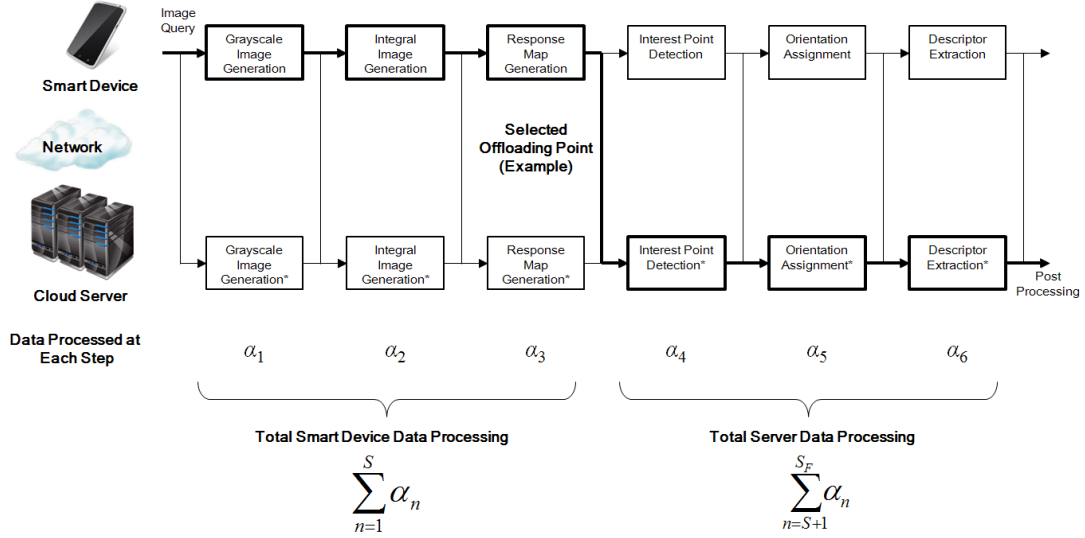 Image
Query
Grayscale
Image
Generation
Integral
Image
Generation
Response
Map
Generation
Interest Point
Detection
Orientation
Assignment
Descriptor
Extraction
Smart Device
Selected
Offloading Point
(Example)
Network
Grayscale
Image
Generation*
Integral
Image
Generation*
Response
Map
Generation*
Interest Point
Detection*
Orientation
Assignment*
Descriptor
Extraction*
Post
Processing
Cloud Server
Data Processed at
Each Step
α1
α2
α3
α4
α5
α6
Total Smart Device Data Processing
Total Server Data Processing
S
∑ αn
n=1
SF
∑ αn
n=S+1